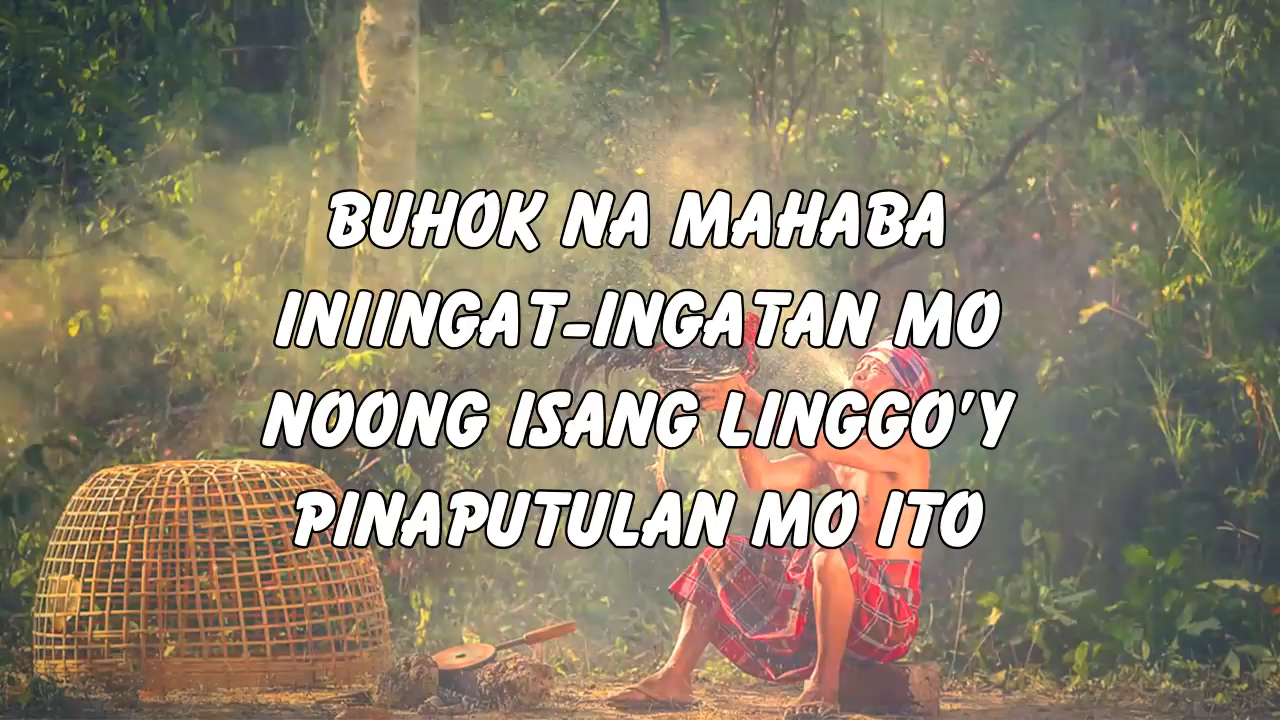 BUHOK NA MAHABA
INIINGAT-INGATAN MO
NOONG ISANG LINGGO'Y
PINAPUTULAN MO ITO